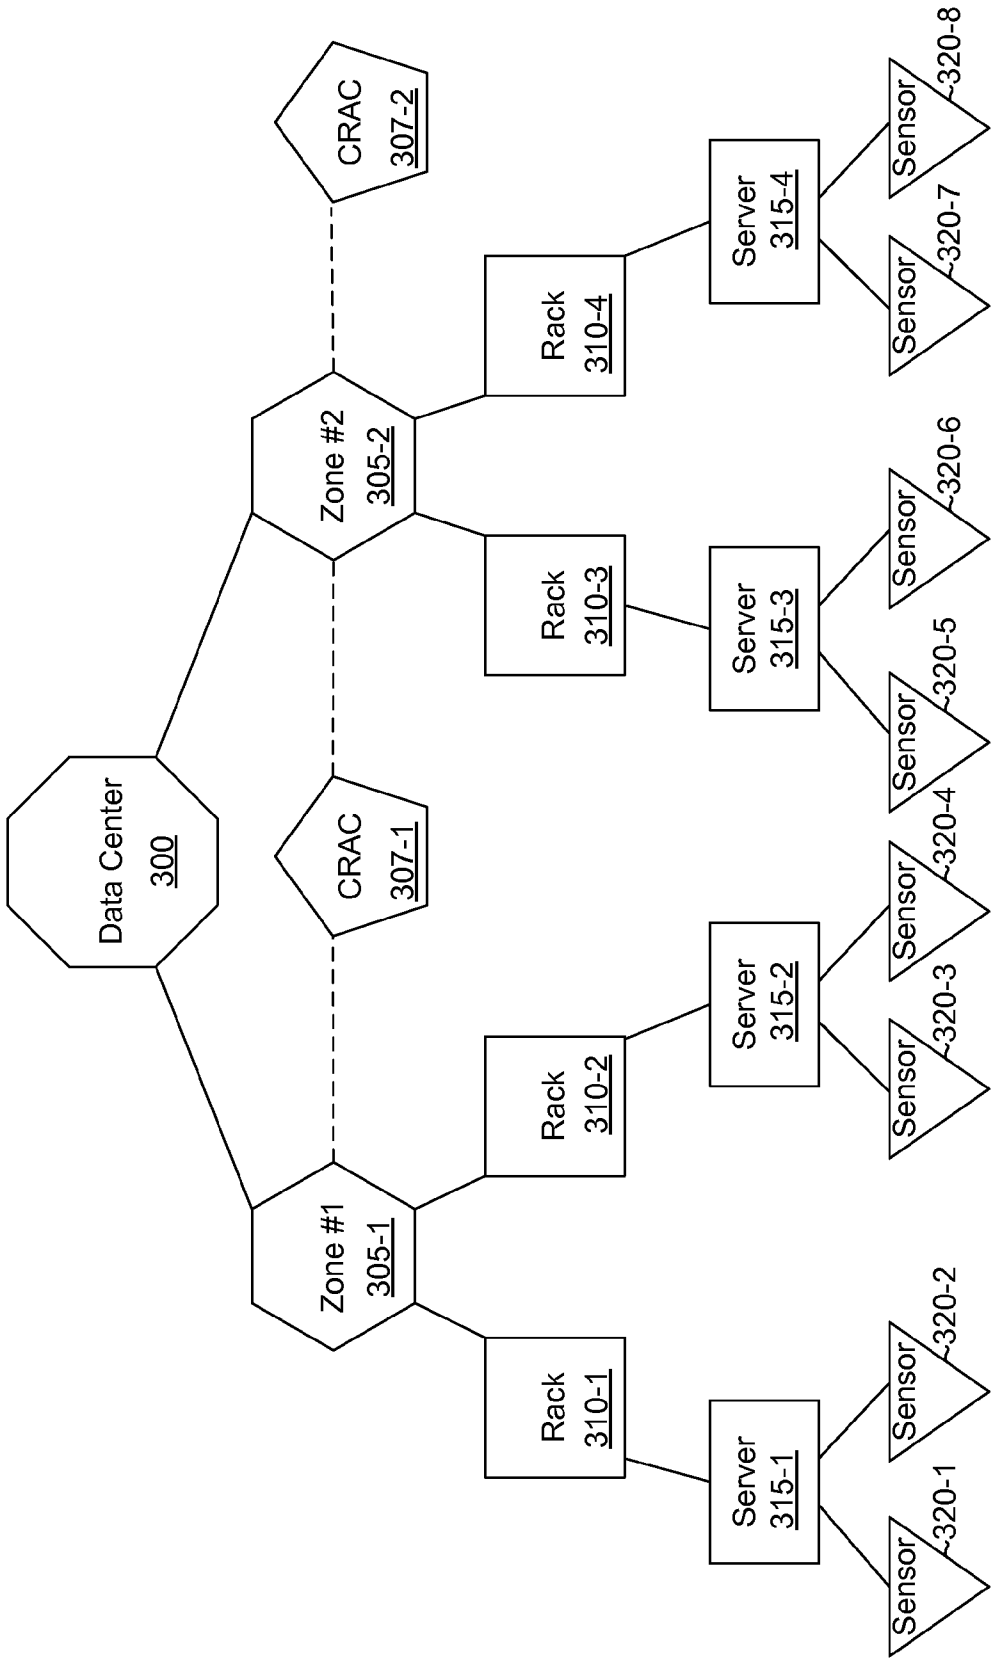 Data Center
300
Zone #1
305-1
CRAC
307-1
Zone #2
305-2
CRAC
307-2
Rack
310-1
Rack
310-2
Rack
310-3
Rack
310-4
Server
315-1
Server
315-2
Server
315-3
Server
315-4
Sensor
320-1
Sensor
320-2
Sensor
320-3
Sensor
320-4
Sensor
320-5
Sensor
320-6
Sensor
320-7
Sensor
320-8